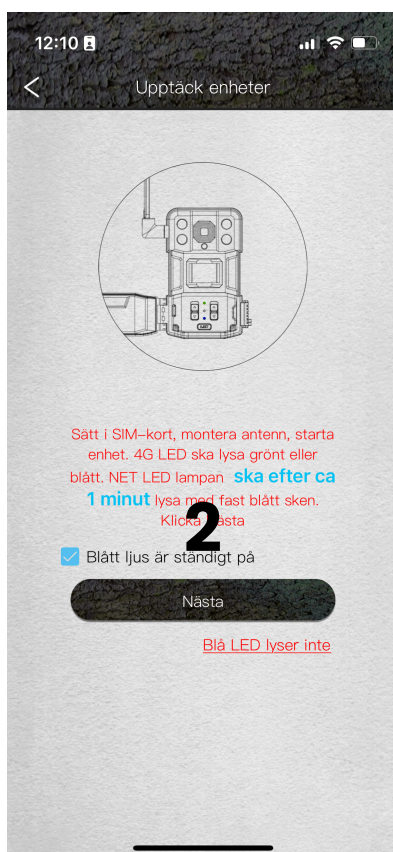 12:10
Upptäck enheter
Sätt i SIM-kort, montera antenn, starta
enhet. 4G LED ska lysa grönt eller
blått. NET LED lampan ska efter ca
1 minut lysa med fast blått sken.
Klicka Nästa
2
Blått ljus är ständigt på
Nästa
Blå LED lyser inte